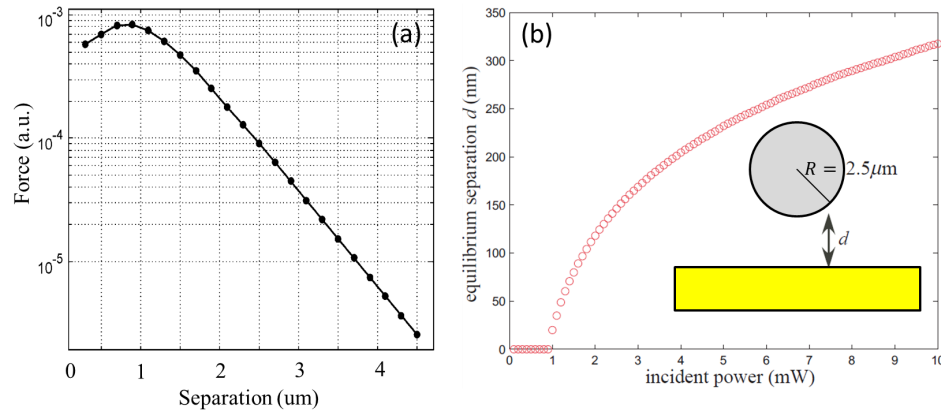 (a)
10⁻³
10⁻⁴
10⁻⁵
Force (a.u.)
0 1 2 3 4
Separation (um)
(b)
350
300
250
200
150
100
50
0
equilibrium separation d (nm)
R = 2.5μm
d
0 1 2 3 4 5 6 7 8 9 10
incident power (mW)